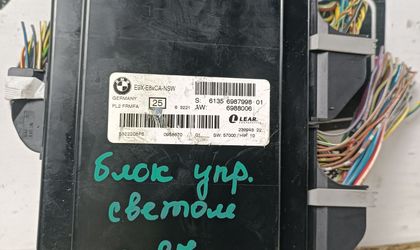 E9X-E8XCA-NSW
GERMANY 25 S: 6135 6987998 01
PL2 FRMFA AW: 6988006
LEAR
SW: 57000 / HW: 10
блок упр.
светом